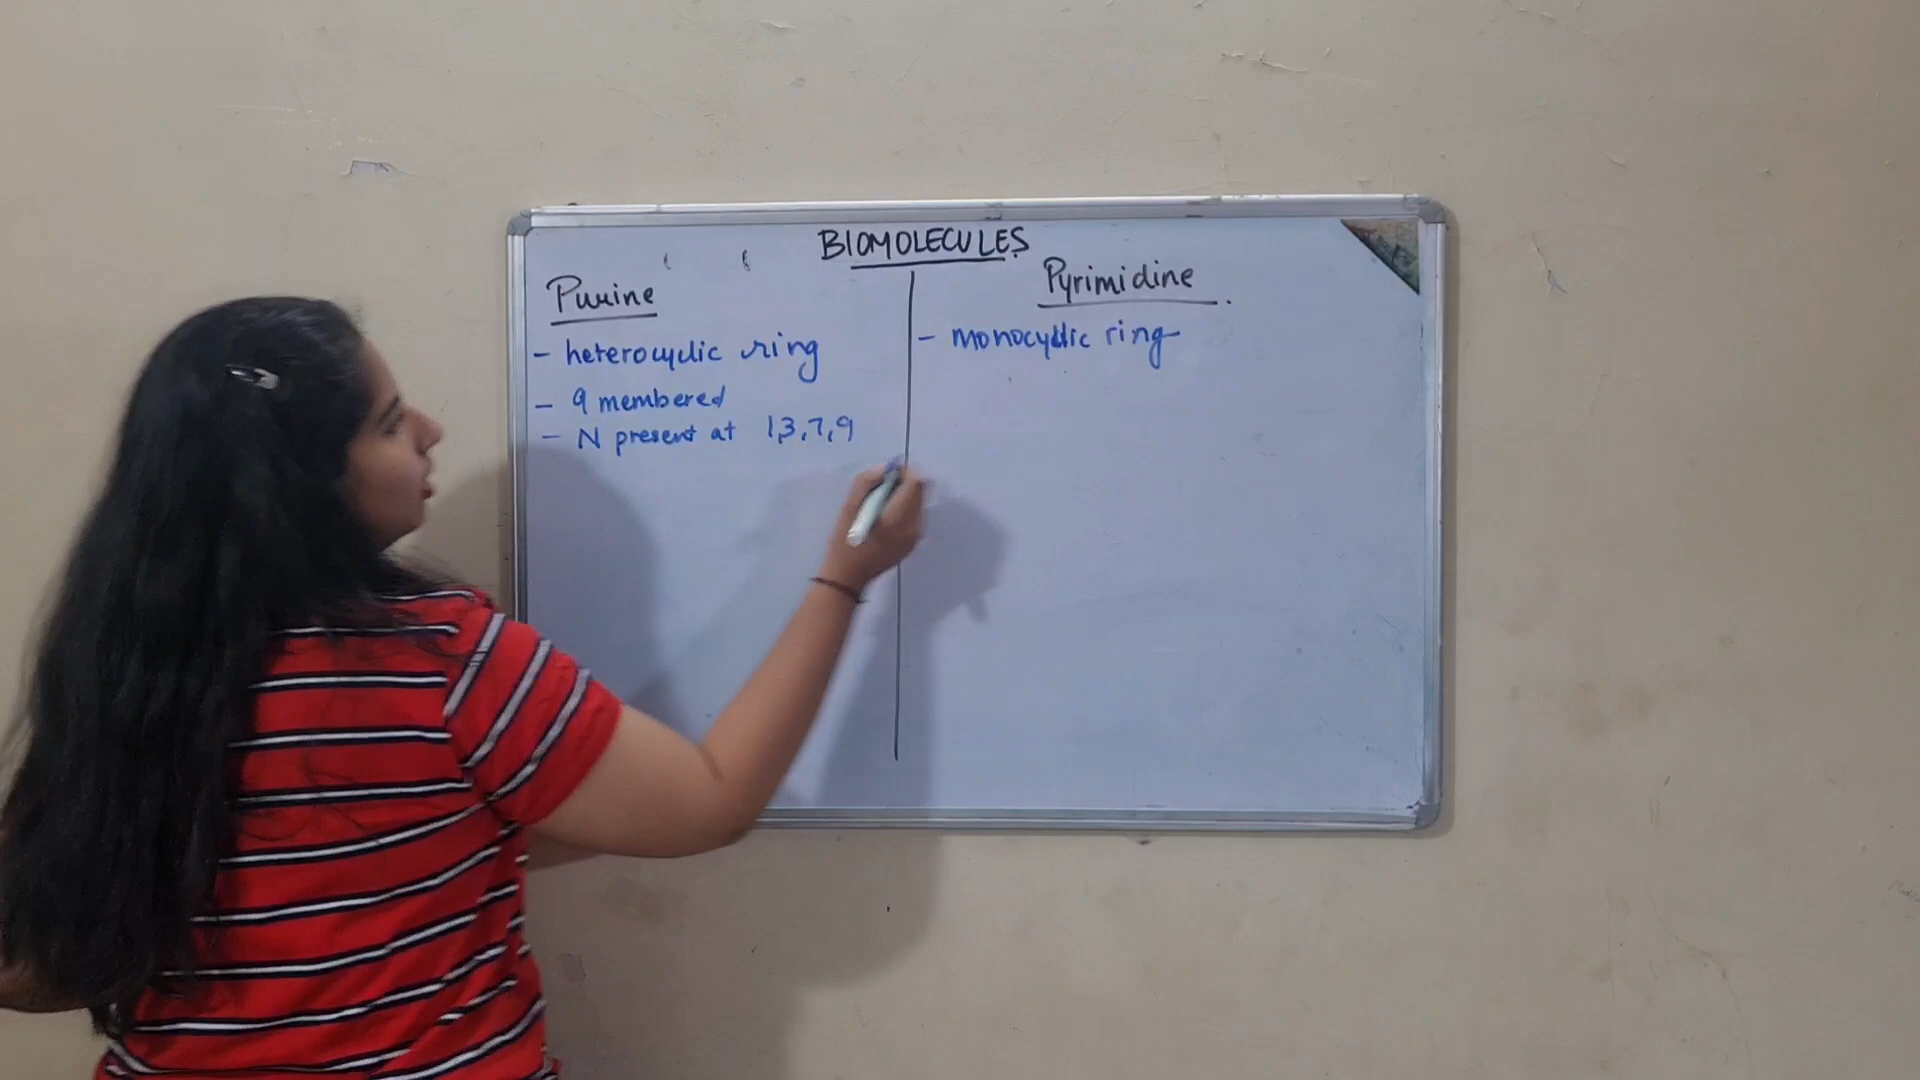 BIOMOLECULES
Purine
- heterocyclic ring
- 9 membered
- N present at 1,3,7,9
Pyrimidine
- monocyclic ring